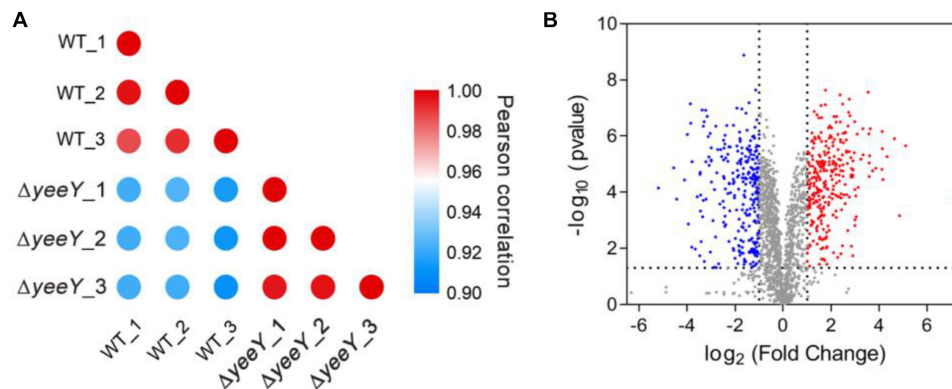 A
WT_1
WT_2
WT_3
ΔyeeY_1
ΔyeeY_2
ΔyeeY_3
WT_1
WT_2
WT_3
ΔyeeY_1
ΔyeeY_2
ΔyeeY_3
1.00
0.98
0.96
0.94
0.92
0.90
Pearson correlation
B
10
8
6
4
2
0
-log10 (pvalue)
-6 -4 -2 0 2 4 6
log2 (Fold Change)